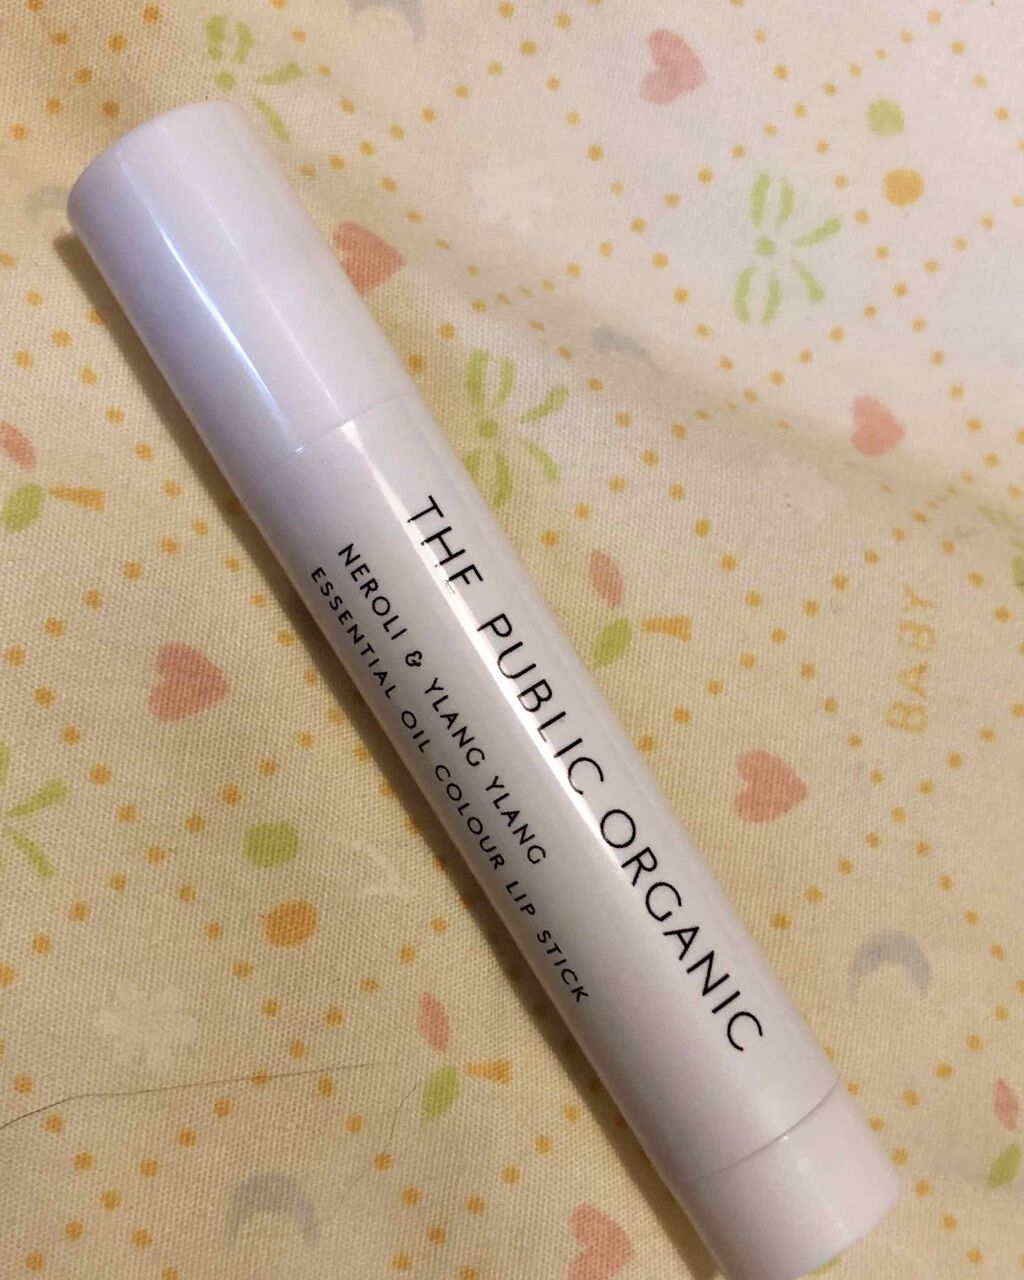 THE PUBLIC ORGANIC
NEROLI & YLANG YLANG
ESSENTIAL OIL COLOUR LIP STICK
BABY